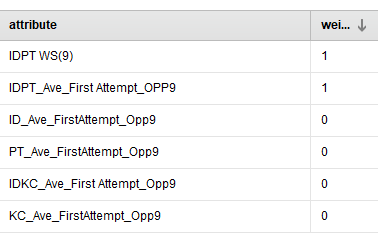 attribute wei...
IDPT WS(9) 1
IDPT_Ave_First Attempt_OPP9 1
ID_Ave_FirstAttempt_Opp9 0
PT_Ave_FirstAttempt_Opp9 0
IDKC_Ave_First Attempt_Opp9 0
KC_Ave_FirstAttempt_Opp9 0